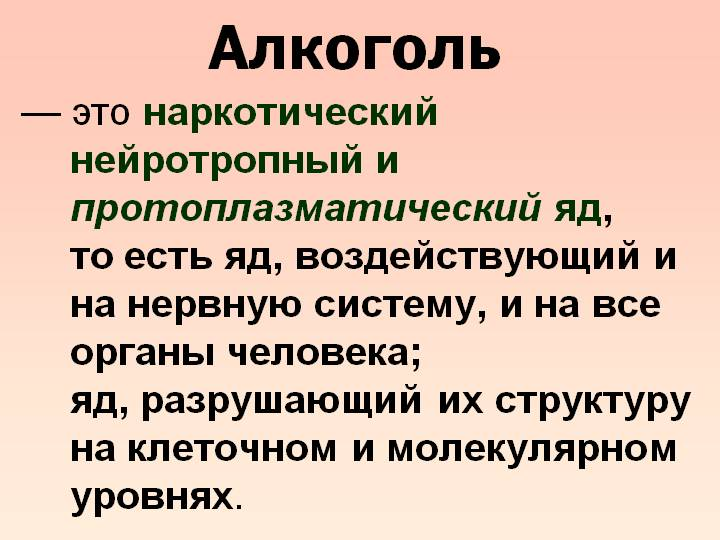 Алкоголь
— это наркотический
нейротропный и
протоплазматический яд,
то есть яд, воздействующий и
на нервную систему, и на все
органы человека;
яд, разрушающий их структуру
на клеточном и молекулярном
уровнях.